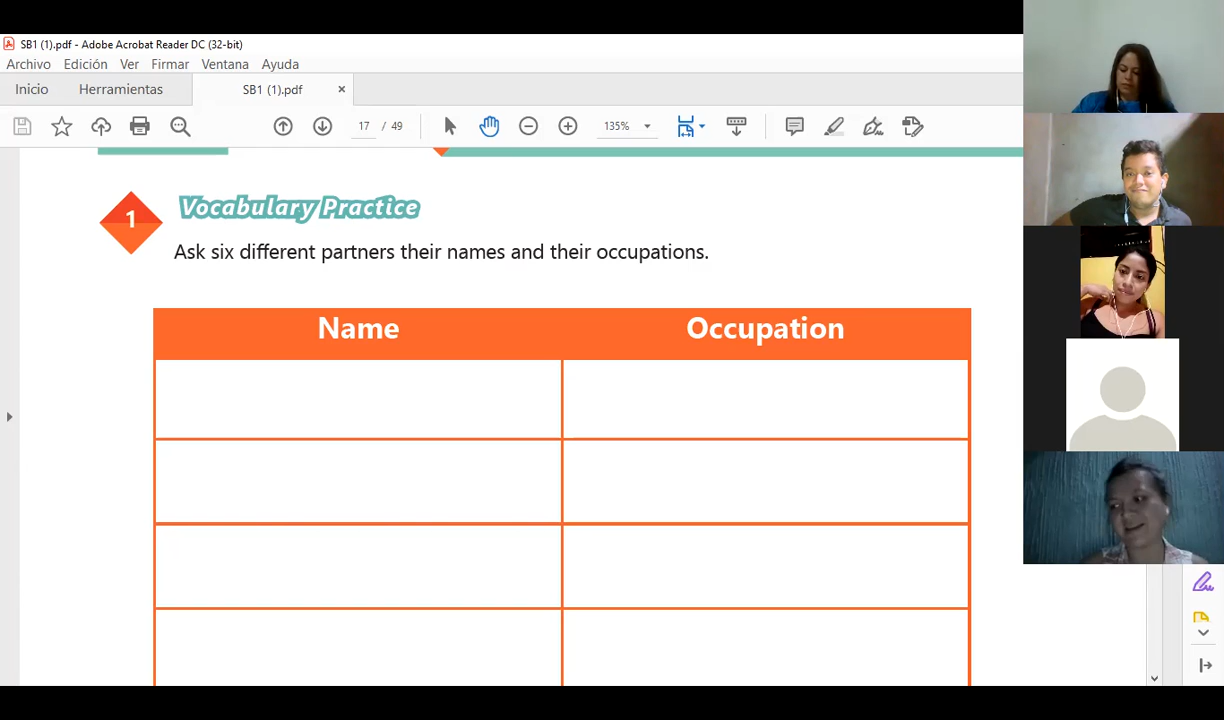 SB1 (1).pdf - Adobe Acrobat Reader DC (32-bit)
Archivo Edición Ver Firmar Ventana Ayuda
Inicio Herramientas SB1 (1).pdf ×
17 / 49 135%
1 Vocabulary Practice
Ask six different partners their names and their occupations.
Name Occupation